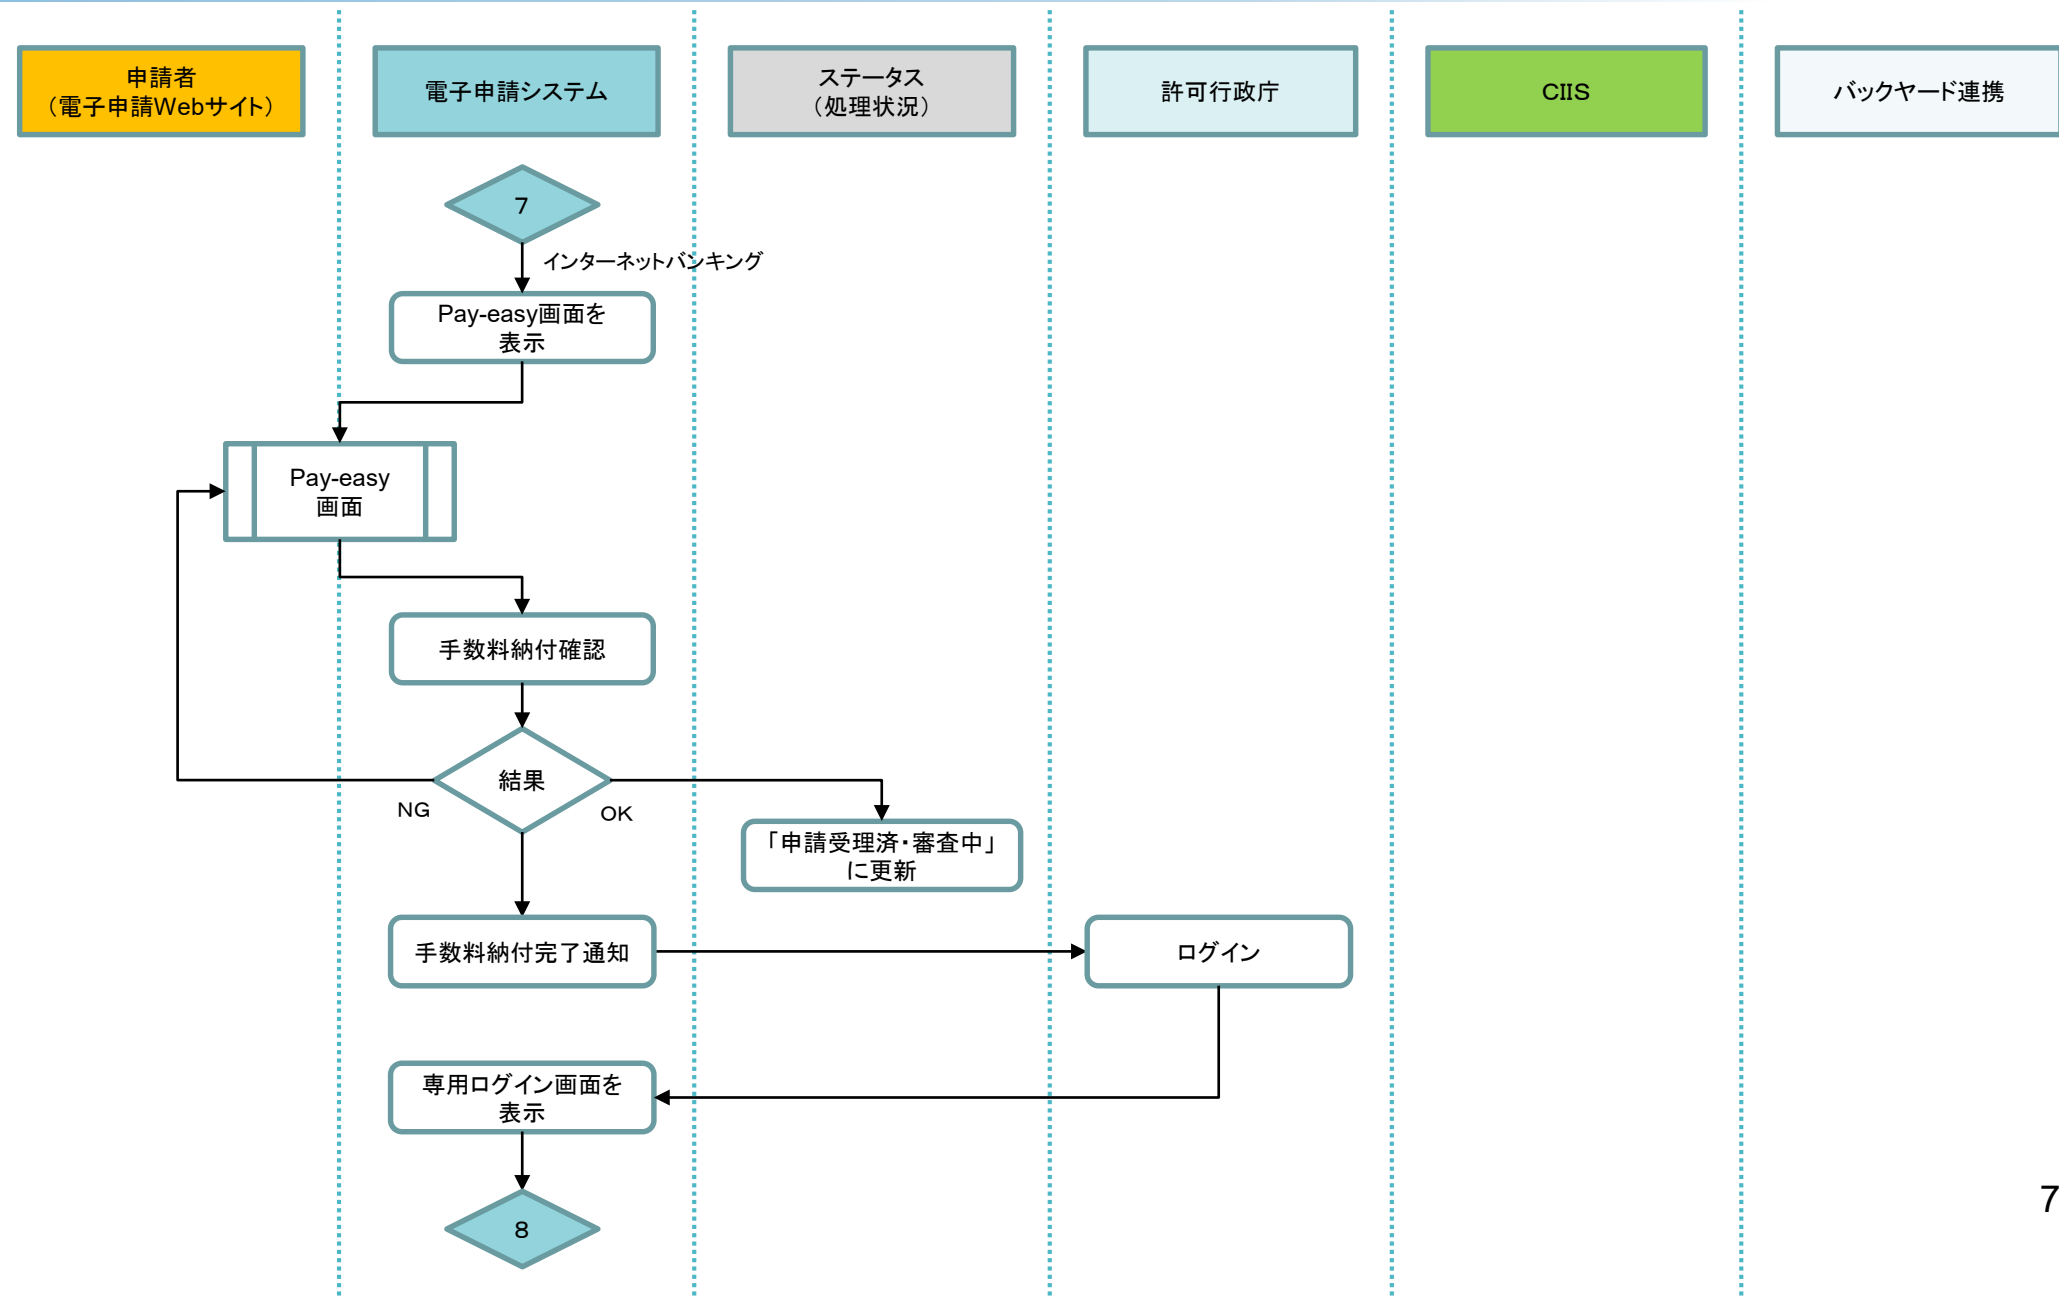 申請者
（電子申請Webサイト）
電子申請システム
ステータス
（処理状況）
許可行政庁
CIIS
バックヤード連携
7
インターネットバンキング
Pay-easy画面を
表示
Pay-easy
画面
手数料納付確認
結果
NG
OK
「申請受理済・審査中」
に更新
手数料納付完了通知
ログイン
専用ログイン画面を
表示
8
7